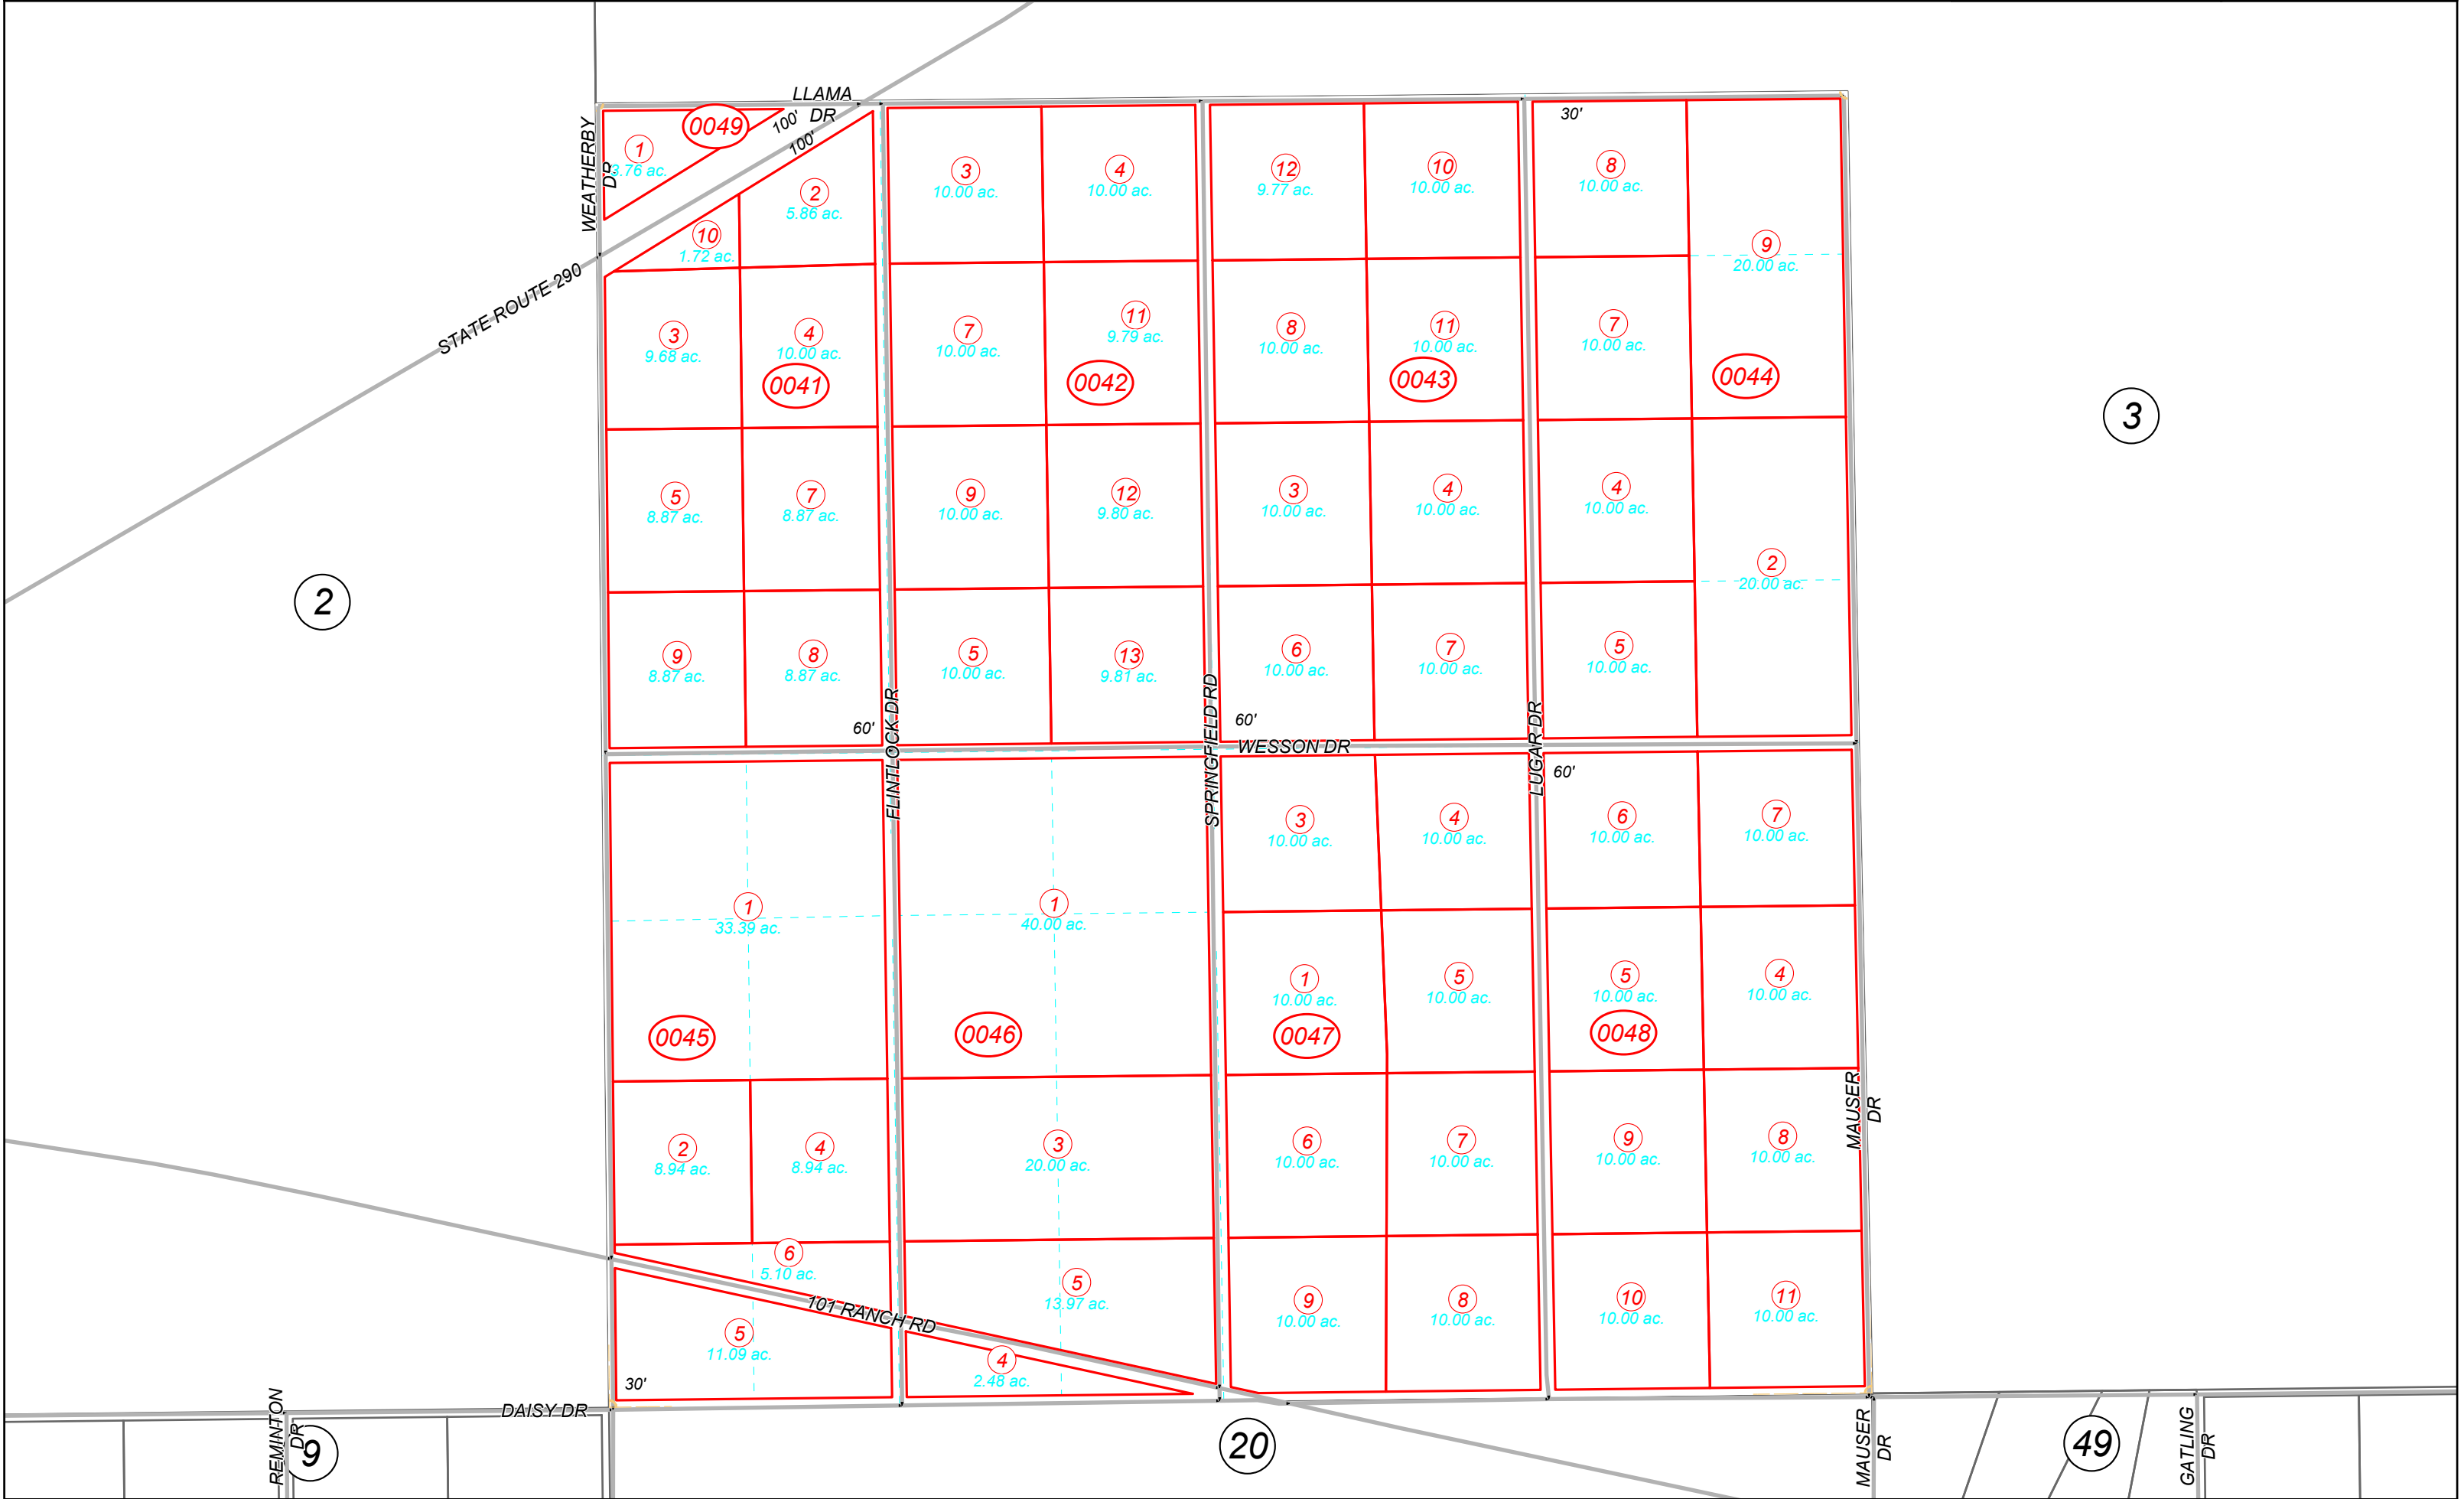 LLAMA
DR
100'
100'
0049
1
3.76 ac.
WEATHERBY
DR
STATE ROUTE 290
2
5.86 ac.
10
1.72 ac.
3
9.68 ac.
4
10.00 ac.
0041
5
8.87 ac.
7
8.87 ac.
9
8.87 ac.
8
8.87 ac.
60'
FLINTLOCK DR
3
10.00 ac.
4
10.00 ac.
7
10.00 ac.
11
9.79 ac.
0042
9
10.00 ac.
12
9.80 ac.
5
10.00 ac.
13
9.81 ac.
SPRINGFIELD RD
12
9.77 ac.
10
10.00 ac.
8
10.00 ac.
11
10.00 ac.
0043
3
10.00 ac.
4
10.00 ac.
6
10.00 ac.
7
10.00 ac.
60'
WESSON DR
LUGAR DR
30'
8
10.00 ac.
9
20.00 ac.
7
10.00 ac.
0044
4
10.00 ac.
2
20.00 ac.
5
10.00 ac.
60'
3
2
1
33.39 ac.
0045
2
8.94 ac.
4
8.94 ac.
6
5.10 ac.
101 RANCH RD
5
11.09 ac.
30'
1
40.00 ac.
0046
3
20.00 ac.
5
13.97 ac.
4
2.48 ac.
3
10.00 ac.
4
10.00 ac.
1
10.00 ac.
5
10.00 ac.
0047
6
10.00 ac.
7
10.00 ac.
9
10.00 ac.
8
10.00 ac.
6
10.00 ac.
7
10.00 ac.
5
10.00 ac.
4
10.00 ac.
0048
9
10.00 ac.
8
10.00 ac.
10
10.00 ac.
11
10.00 ac.
MAUSER
DR
REMINTON
DR
9
DAISY DR
20
MAUSER
DR
49
GATLING
DR